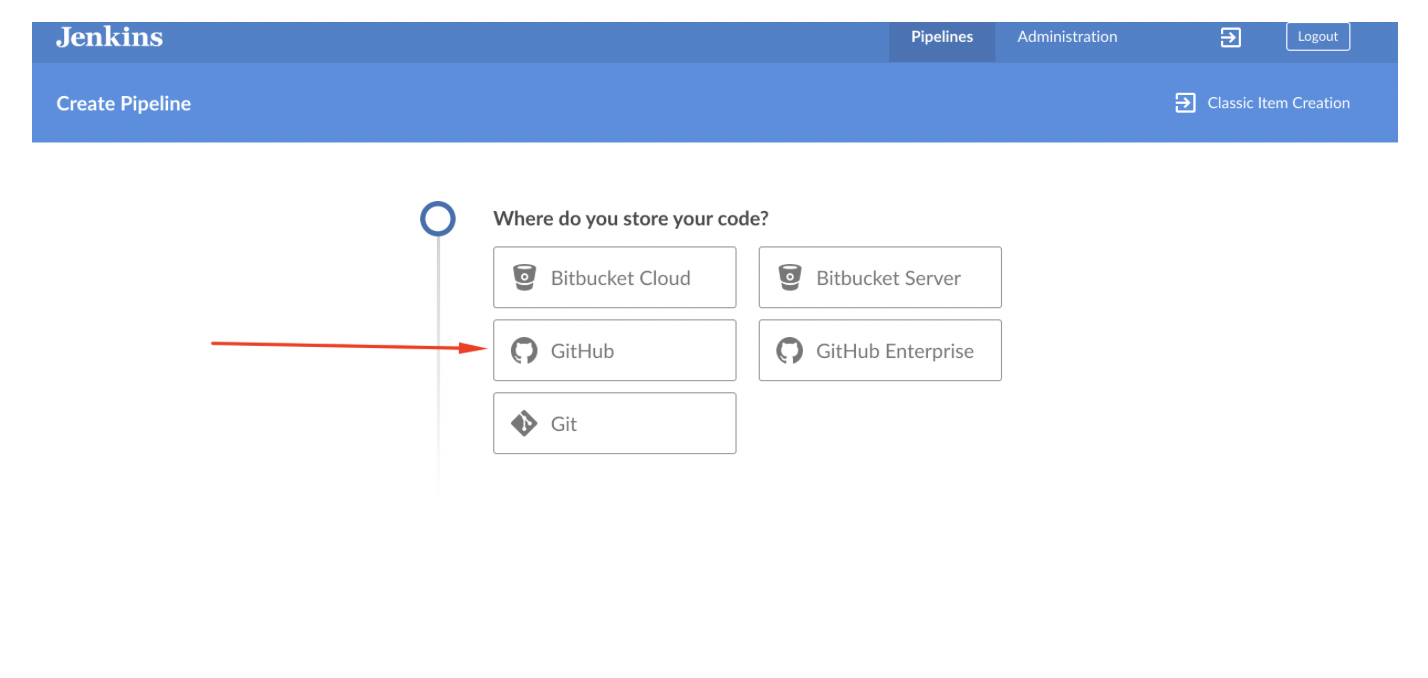 Jenkins
Pipelines
Administration
Logout
Create Pipeline
Classic Item Creation
Where do you store your code?
Bitbucket Cloud
Bitbucket Server
GitHub
GitHub Enterprise
Git